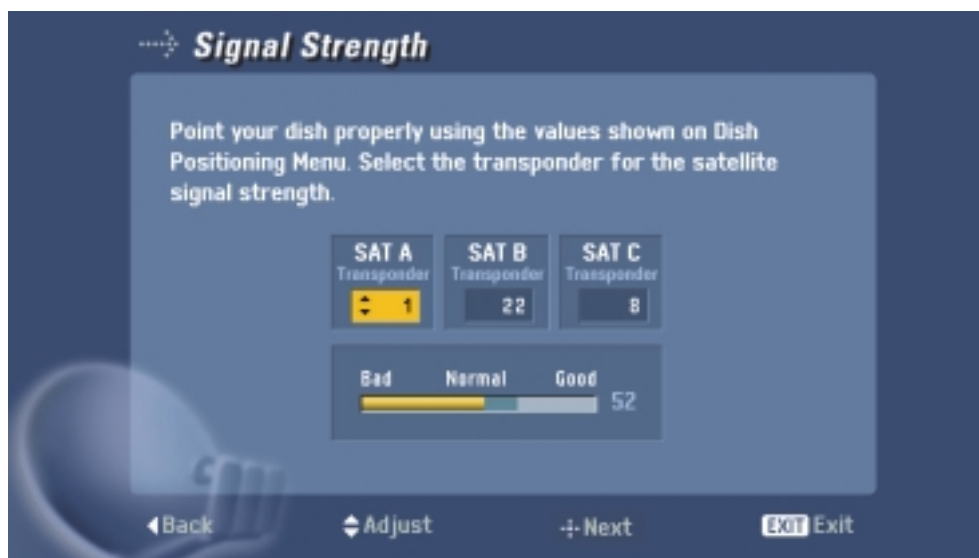 Signal Strength
Point your dish properly using the values shown on Dish
Positioning Menu. Select the transponder for the satellite
signal strength.
SAT A SAT B SAT C
Transponder Transponder Transponder
1 22 8
Bad Normal Good
52
Back Adjust Next EXIT Exit